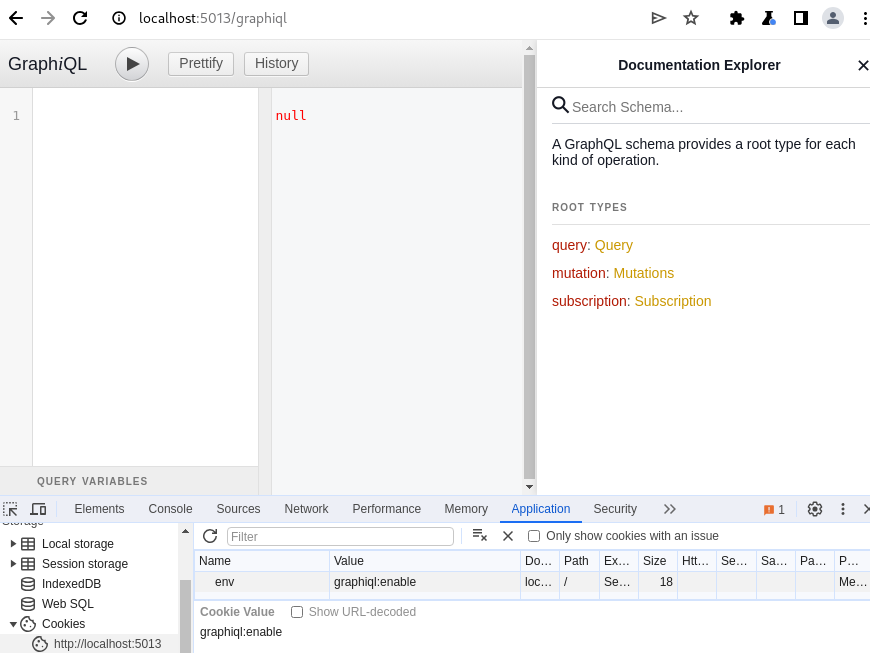 localhost:5013/graphiql
GraphiQL
Prettify
History
Documentation Explorer
1
null
Search Schema...
A GraphQL schema provides a root type for each
kind of operation.
ROOT TYPES
query: Query
mutation: Mutations
subscription: Subscription
QUERY VARIABLES
Elements Console Sources Network Performance Memory Application Security 1
Storage
Filter
Only show cookies with an issue
Local storage
Session storage
IndexedDB
Web SQL
Cookies
http://localhost:5013
Name Value Do... Path Ex... Size Htt... Se... Sa... Pa... P...
env graphiql:enable loc... / Se... 18 Me...
Cookie Value Show URL-decoded
graphiql:enable